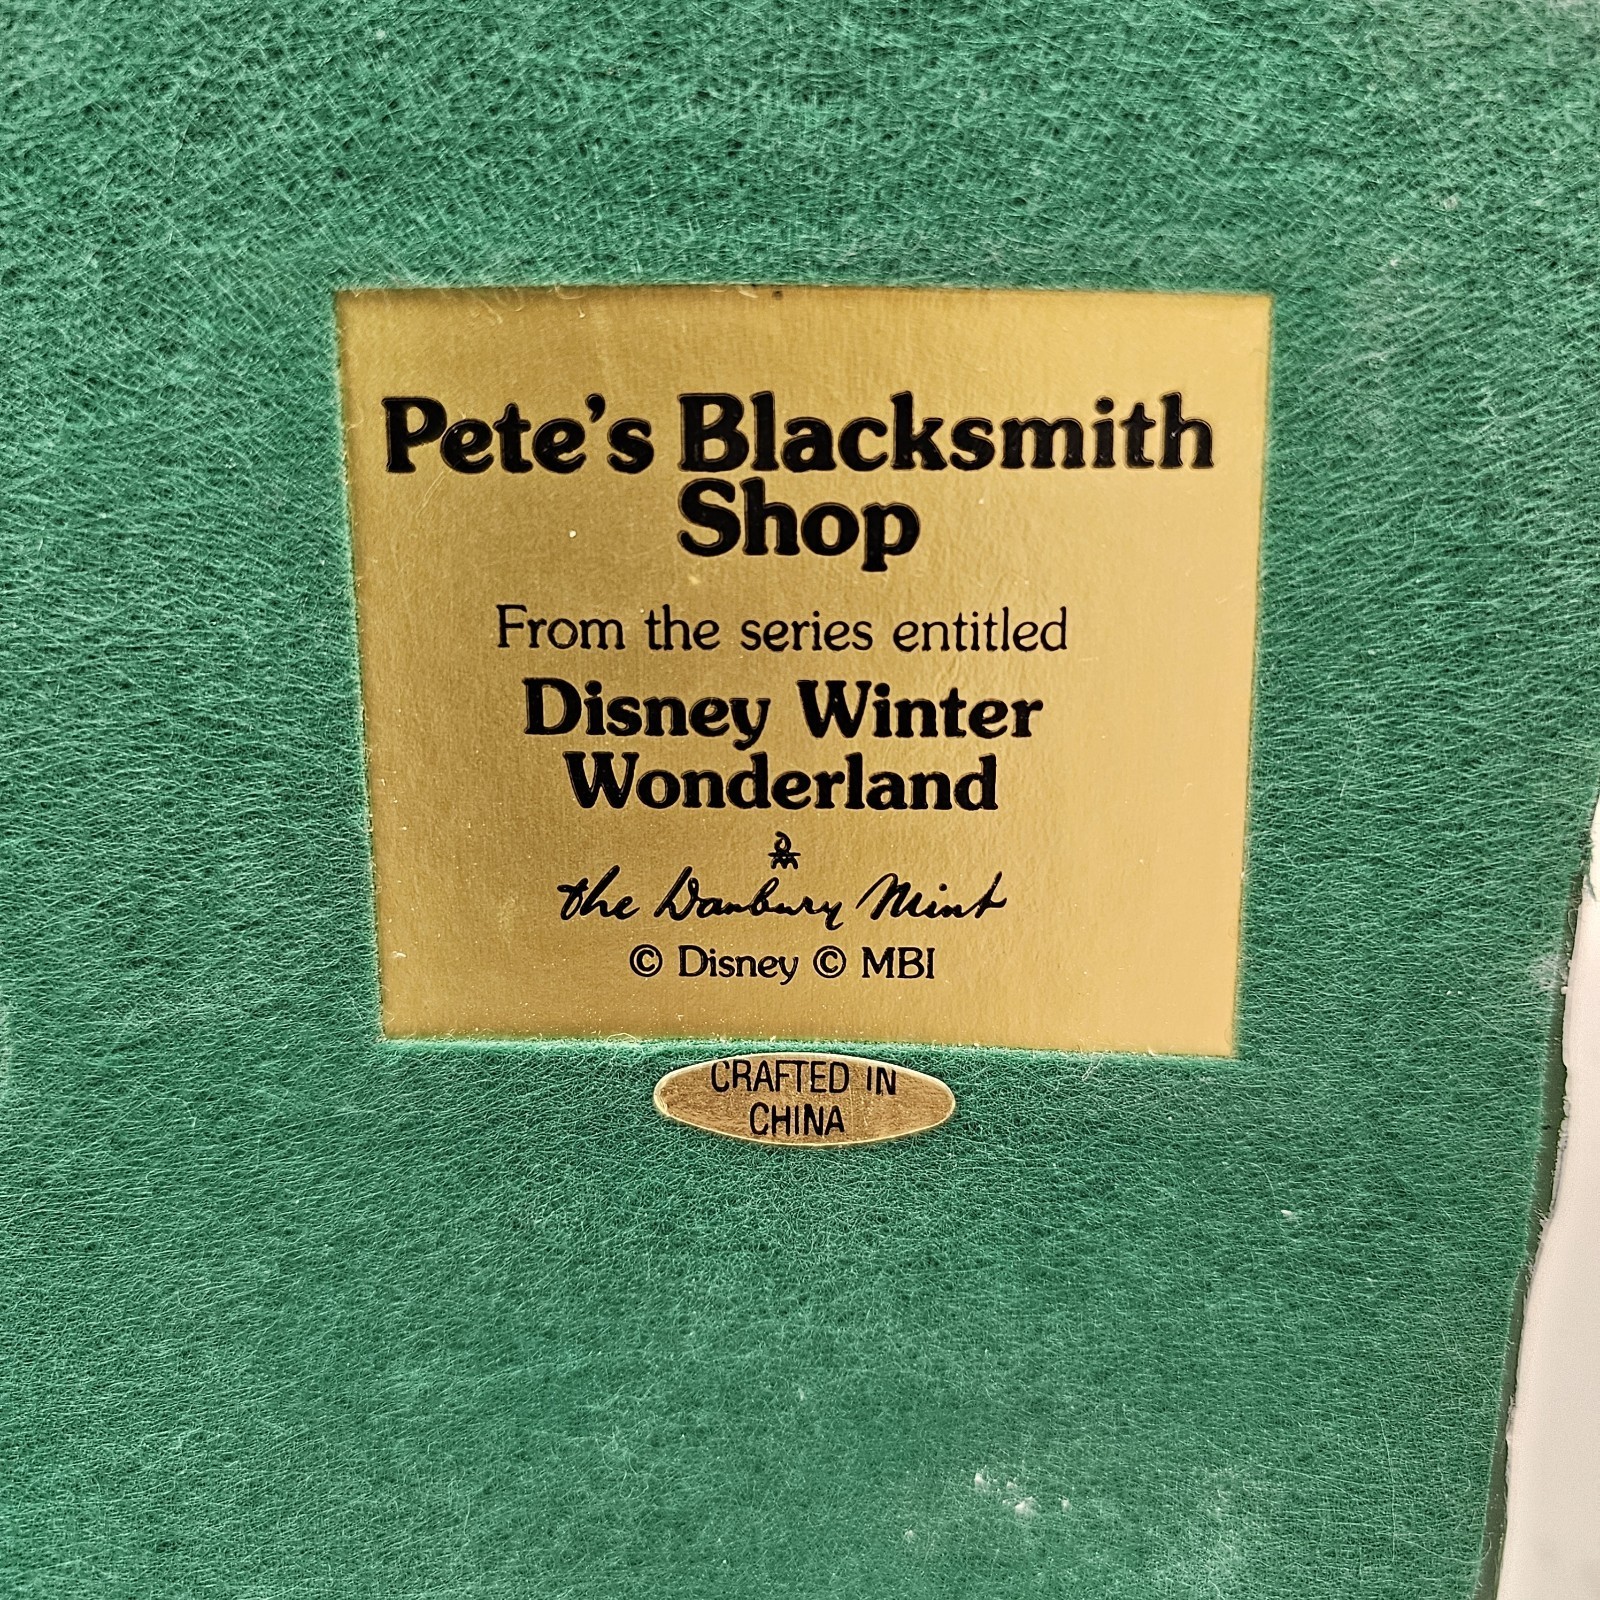 Pete's Blacksmith
Shop
From the series entitled
Disney Winter
Wonderland
the Danbury Mint
© Disney © MBI
CRAFTED IN
CHINA